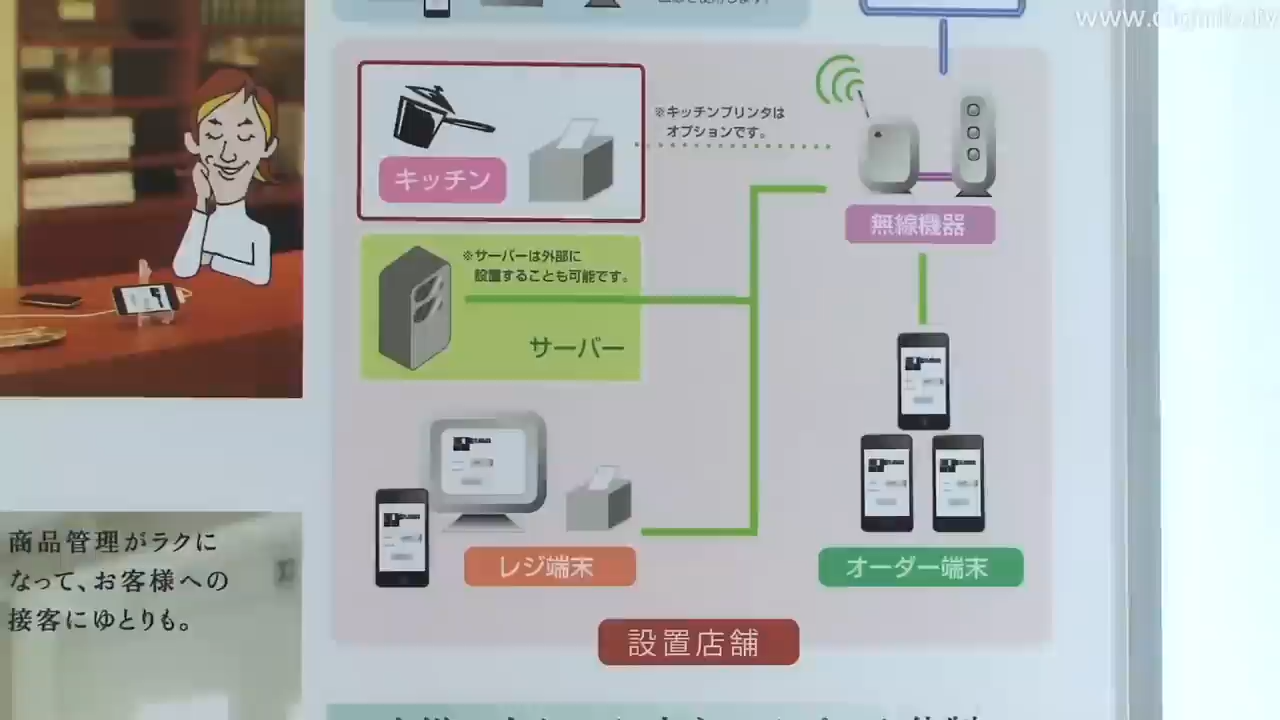 ※キッチンプリンタは
オプションです。
キッチン
無線機器
※サーバーは外部に
設置することも可能です。
サーバー
レジ端末
オーダー端末
設置店舗
商品管理がラクに
なって、お客様への
接客にゆとりも。